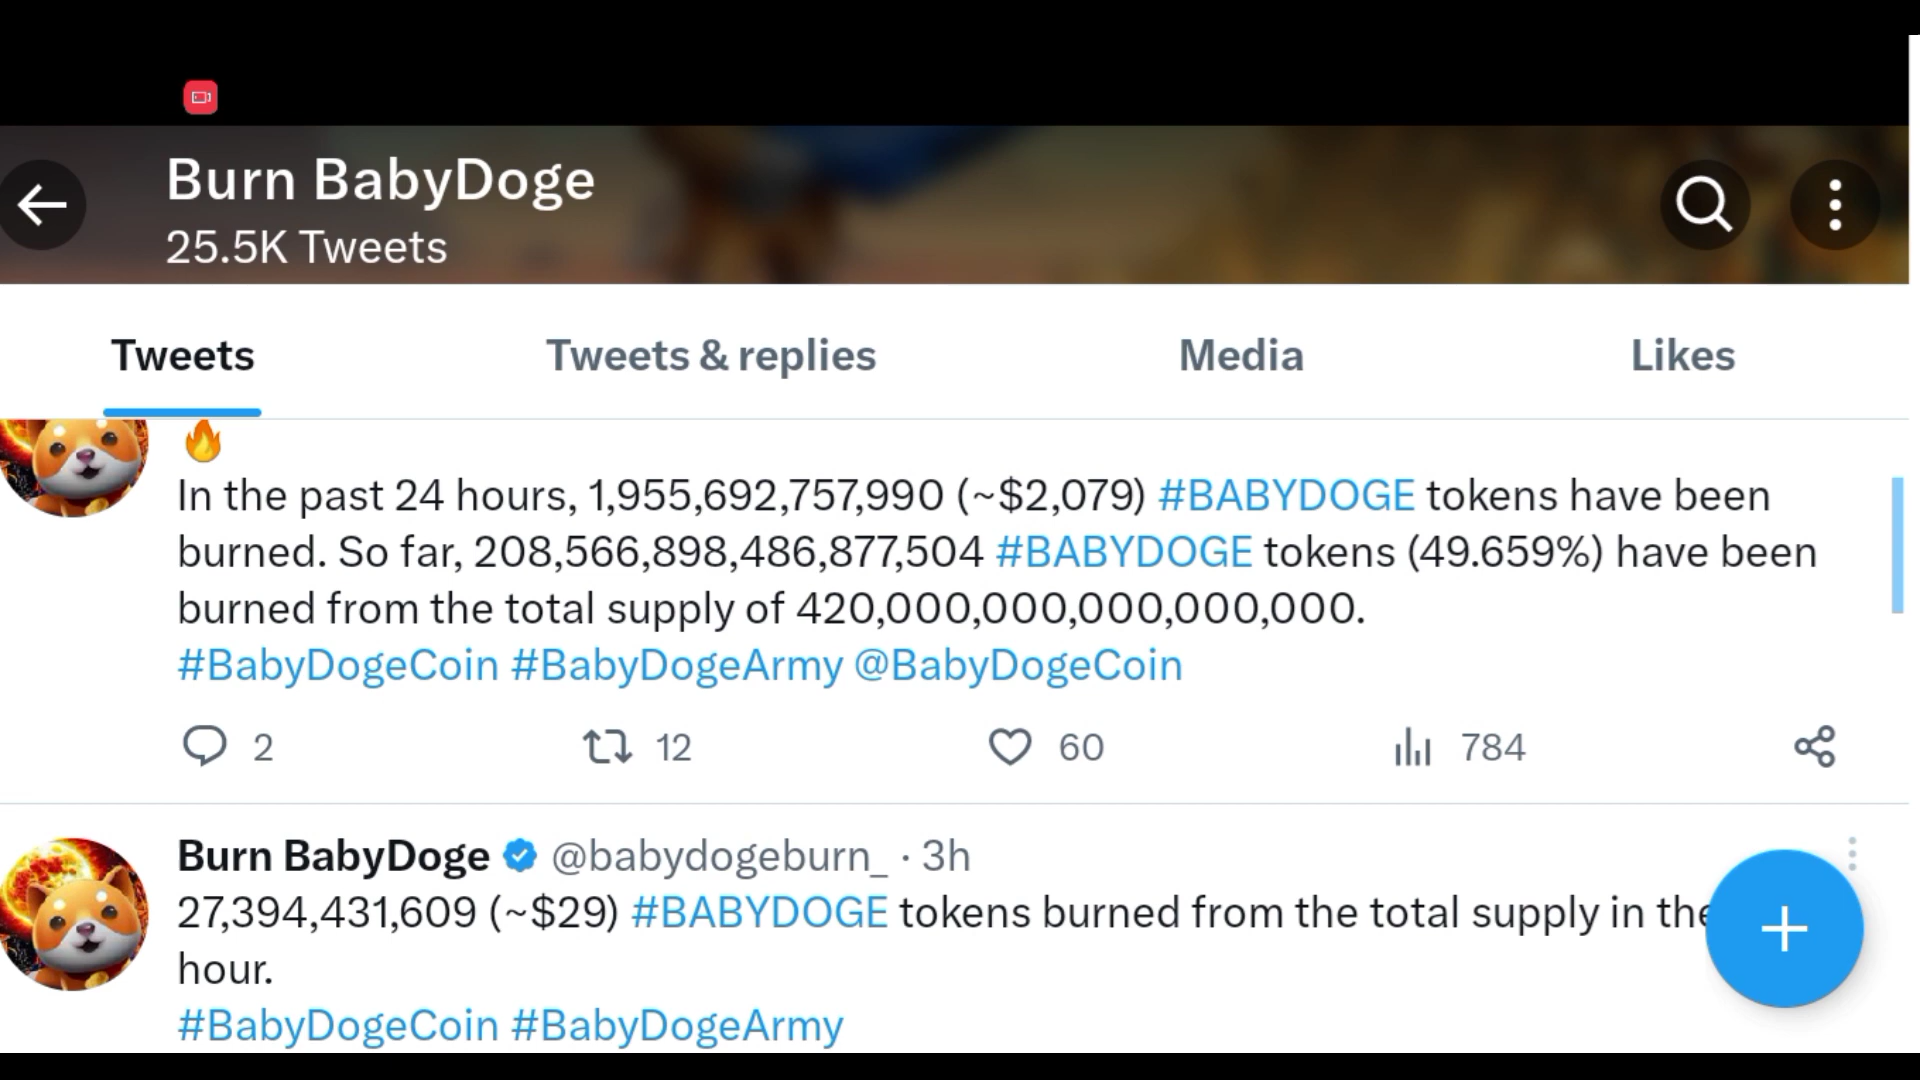 Burn BabyDoge
25.5K Tweets
Tweets Tweets & replies Media Likes
🔥
In the past 24 hours, 1,955,692,757,990 (~$2,079) #BABYDOGE tokens have been
burned. So far, 208,566,898,486,877,504 #BABYDOGE tokens (49.659%) have been
burned from the total supply of 420,000,000,000,000,000.
#BabyDogeCoin #BabyDogeArmy @BabyDogeCoin
2 12 60 784
Burn BabyDoge @babydogeburn_ · 3h
27,394,431,609 (~$29) #BABYDOGE tokens burned from the total supply in the
hour.
#BabyDogeCoin #BabyDogeArmy